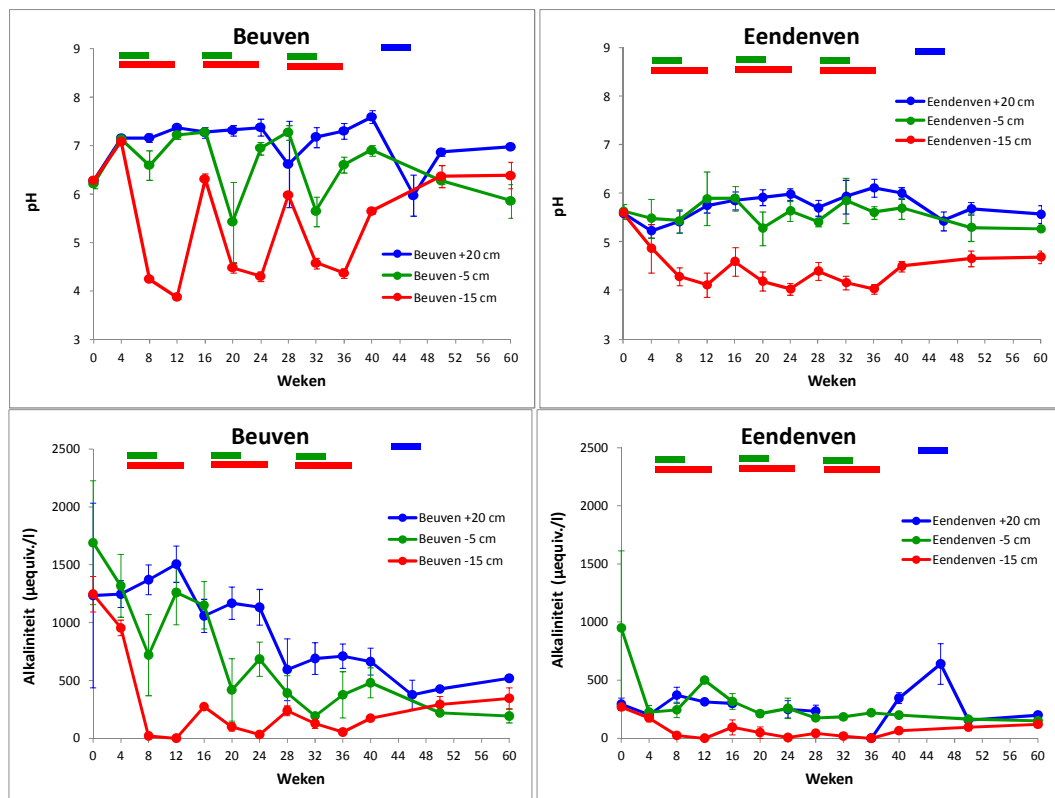 Beuven
9
8
7
6
5
4
3
pH
0 4 8 12 16 20 24 28 32 36 40 44 48 52 56 60
Weken
Beuven +20 cm
Beuven -5 cm
Beuven -15 cm
Eendenven
9
8
7
6
5
4
3
pH
0 4 8 12 16 20 24 28 32 36 40 44 48 52 56 60
Weken
Eendenven +20 cm
Eendenven -5 cm
Eendenven -15 cm
Beuven
2500
2000
1500
1000
500
0
Alkaliniteit (µequiv./l)
0 4 8 12 16 20 24 28 32 36 40 44 48 52 56 60
Weken
Beuven +20 cm
Beuven -5 cm
Beuven -15 cm
Eendenven
2500
2000
1500
1000
500
0
Alkaliniteit (µequiv./l)
0 4 8 12 16 20 24 28 32 36 40 44 48 52 56 60
Weken
Eendenven +20 cm
Eendenven -5 cm
Eendenven -15 cm